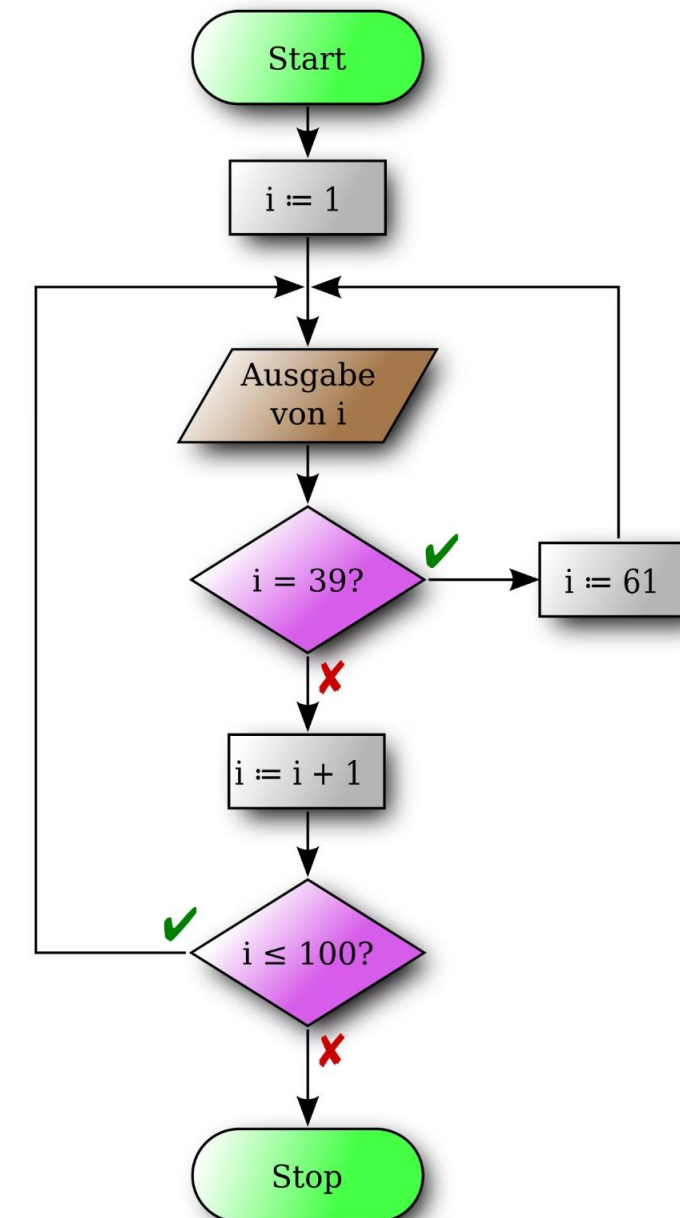 Start
i ≔ 1
Ausgabe
von i
i = 39?
✔
i ≔ 61
✘
i ≔ i + 1
✔
i ≤ 100?
✘
Stop